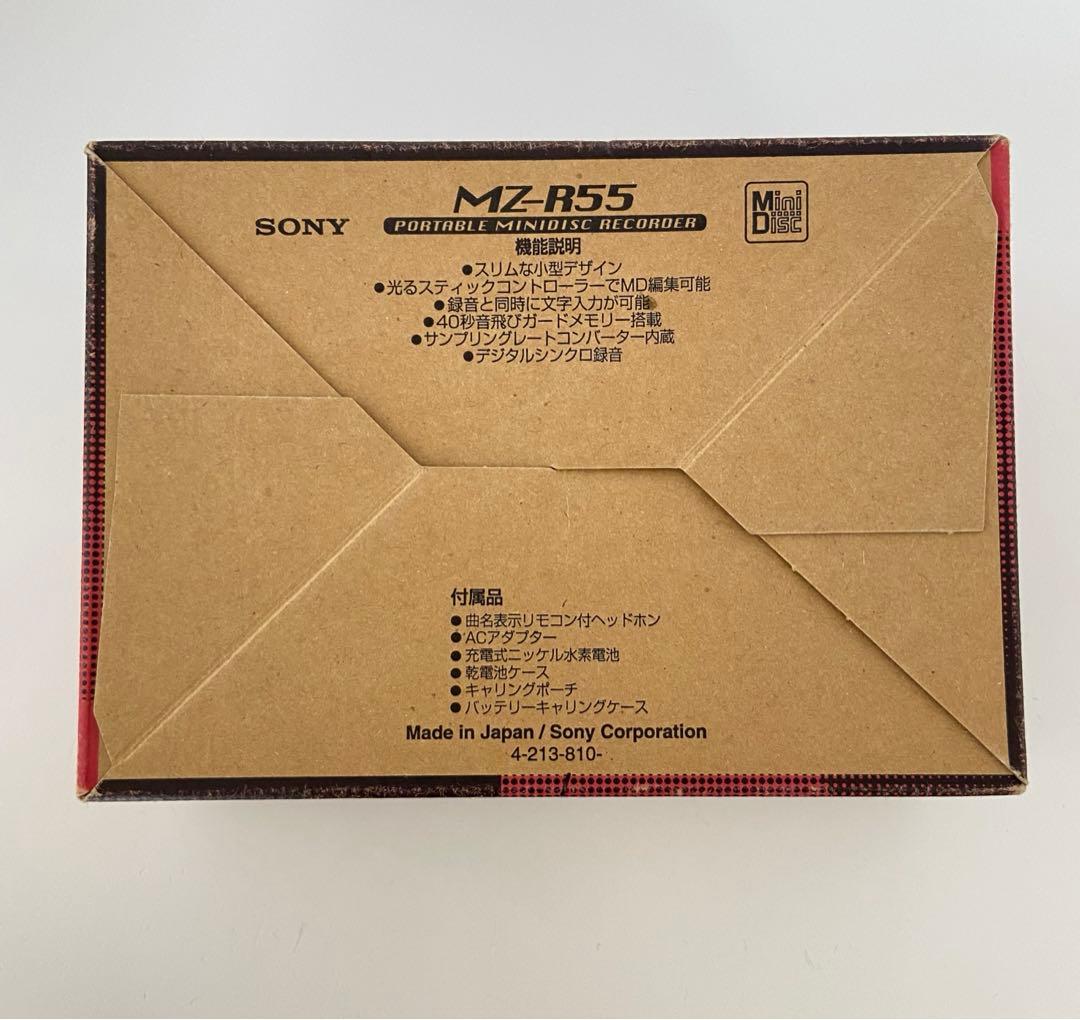 SONY
MZ-R55
PORTABLE MINIDISC RECORDER
Mini
Disc
機能説明
●スリムな小型デザイン
●光るスティックコントローラーでMD編集可能
●録音と同時に文字入力が可能
●40秒音飛びガードメモリー搭載
●サンプリングレートコンバーター内蔵
●デジタルシンクロ録音
付属品
●曲名表示リモコン付ヘッドホン
●ACアダプター
●充電式ニッケル水素電池
●乾電池ケース
●キャリングポーチ
●バッテリーキャリングケース
Made in Japan / Sony Corporation
4-213-810-